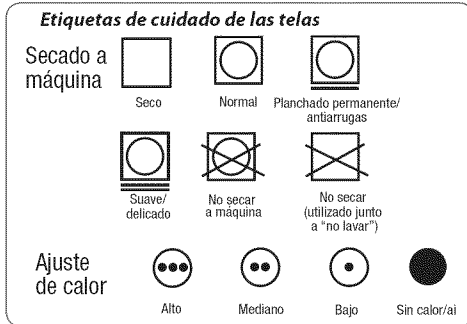 Etiquetas de cuidado de las telas
Secado a
máquina
Seco
Normal
Planchado permanente/
antiarrugas
Suave/
delicado
No secar
a máquina
No secar
(utilizado junto
a "no lavar")
Ajuste
de calor
Alto
Mediano
Bajo
Sin calor/ai